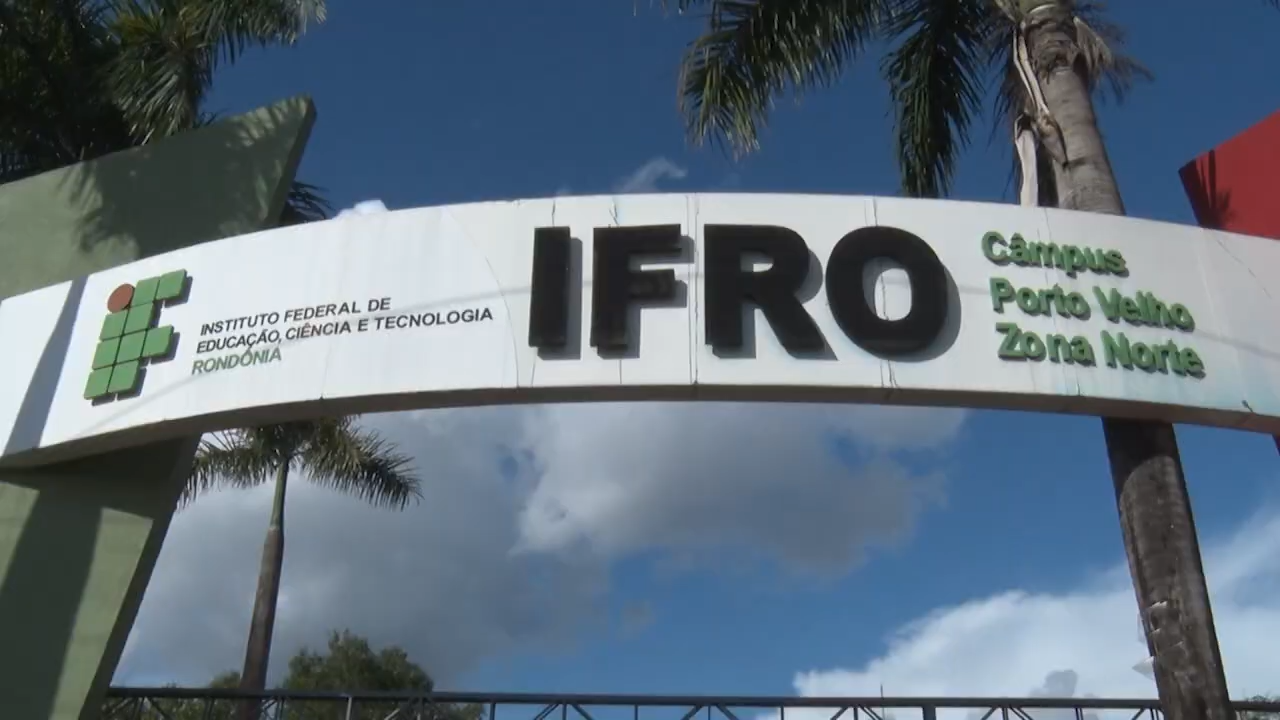 INSTITUTO FEDERAL DE
EDUCAÇÃO, CIÊNCIA E TECNOLOGIA
RONDÔNIA
IFRO
Câmpus
Porto Velho
Zona Norte